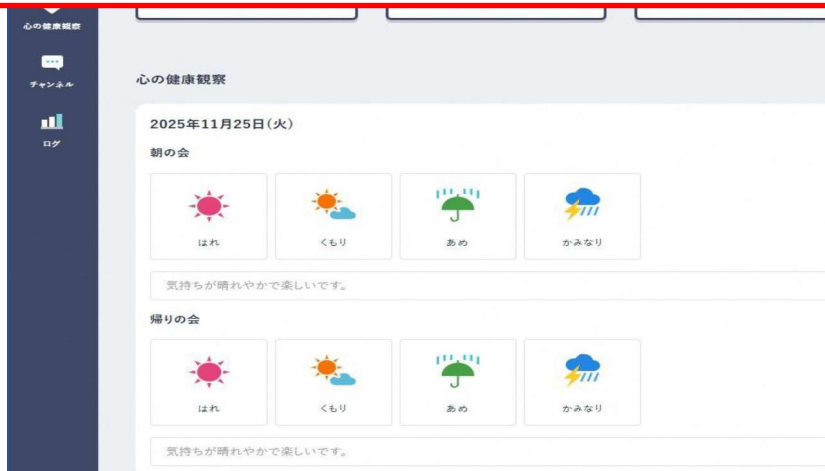 心の健康観察
チャンネル
ログ
心の健康観察
2025年11月25日(火)
朝の会
はれ
くもり
あめ
かみなり
気持ちが晴れやかで楽しいです。
帰りの会
はれ
くもり
あめ
かみなり
気持ちが晴れやかで楽しいです。